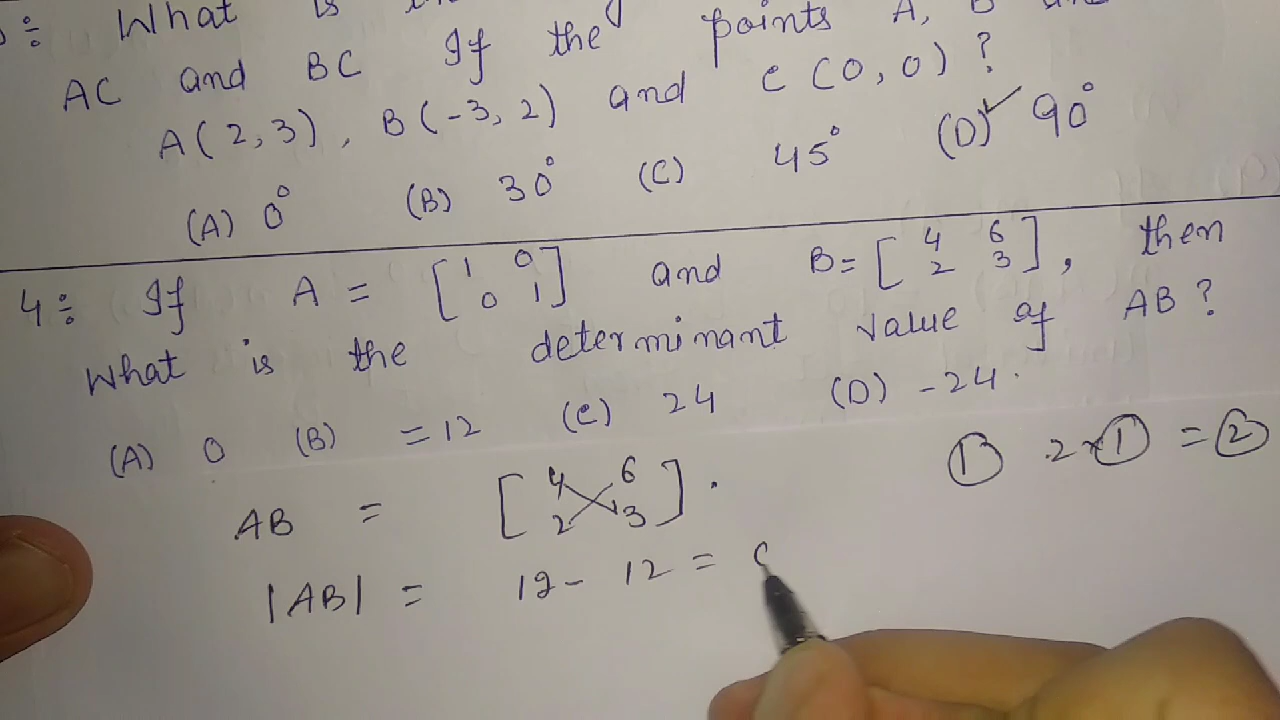 What is
AC and BC If the points A, B
A(2,3), B(-3,2) and C(0,0)?
(A) 0° (B) 30° (C) 45° (D) ✓ 90°
4÷ If A = [1 0 0 1] and B = [4 6 2 3], then
What is the determinant value of AB?
(A) 0 (B) =12 (C) 24 (D) -24.
① 2×① = ②
AB = [4 6 2 3].
|AB| = 12 - 12 =